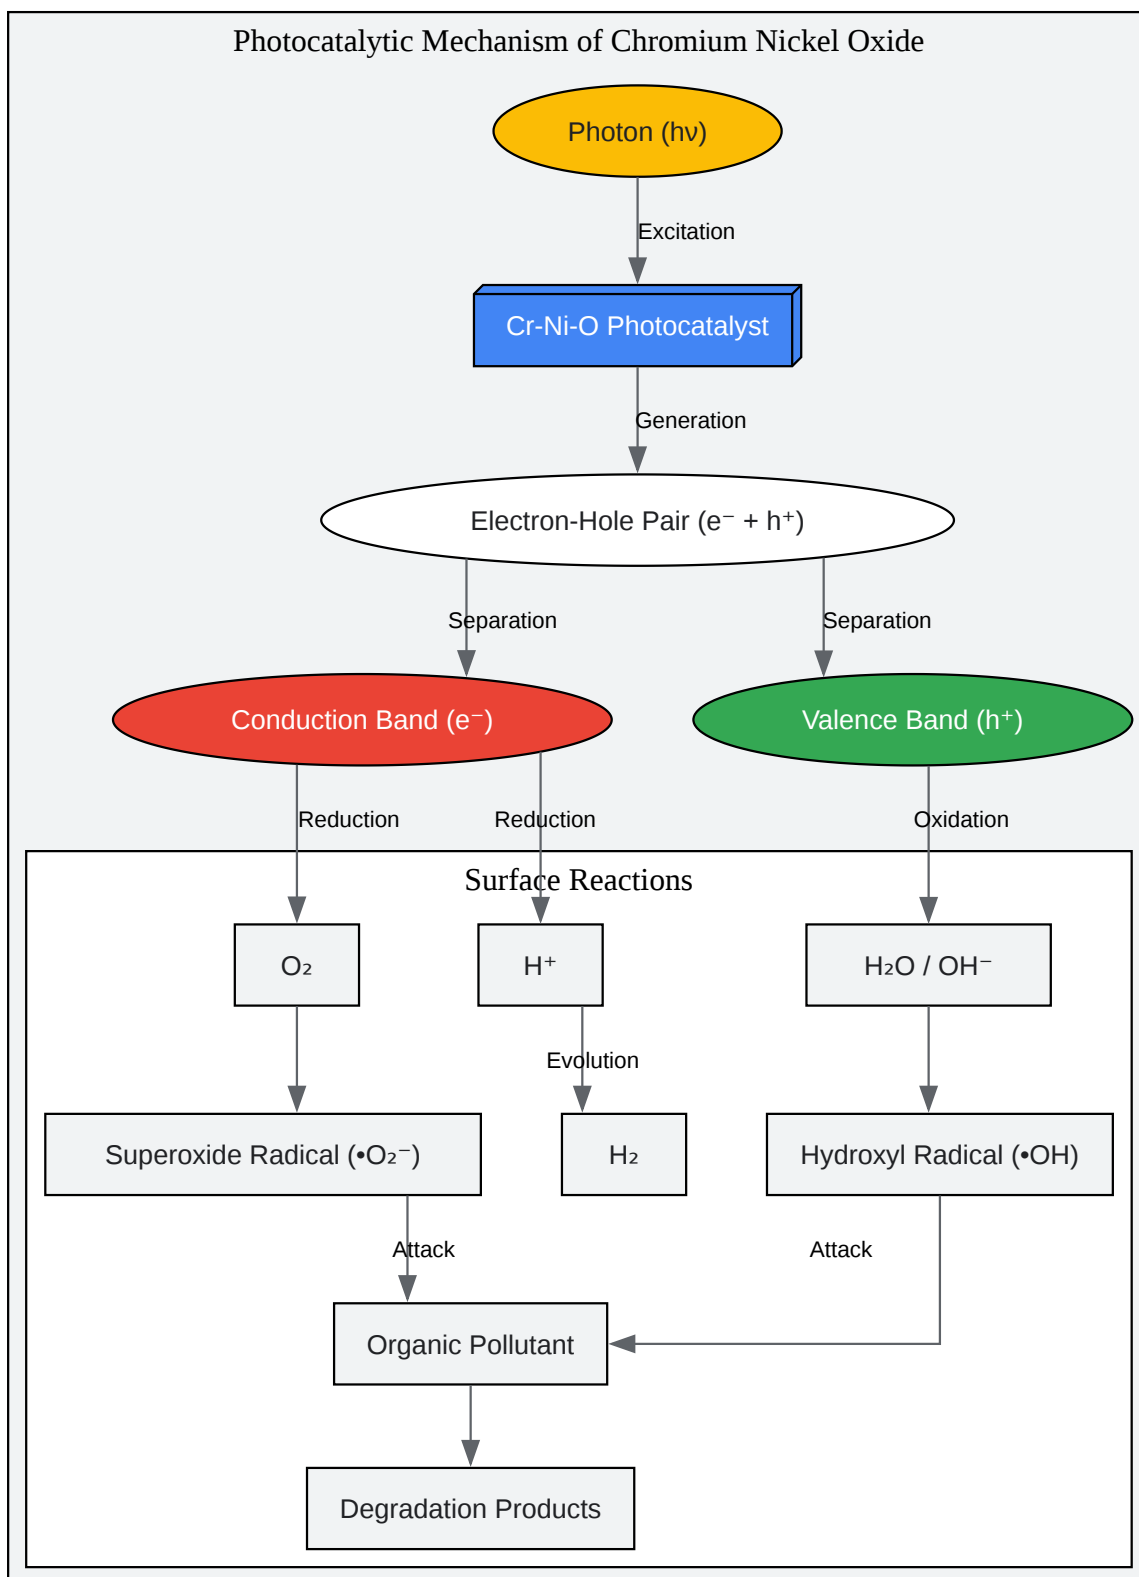 Photocatalytic Mechanism of Chromium Nickel Oxide
Photon (hν)
Excitation
Cr-Ni-O Photocatalyst
Generation
Electron-Hole Pair (e⁻ + h⁺)
Separation
Separation
Conduction Band (e⁻)
Valence Band (h⁺)
Reduction
Reduction
Oxidation
Surface Reactions
O₂
H⁺
H₂O / OH⁻
Evolution
Superoxide Radical (•O₂⁻)
H₂
Hydroxyl Radical (•OH)
Attack
Attack
Organic Pollutant
Degradation Products